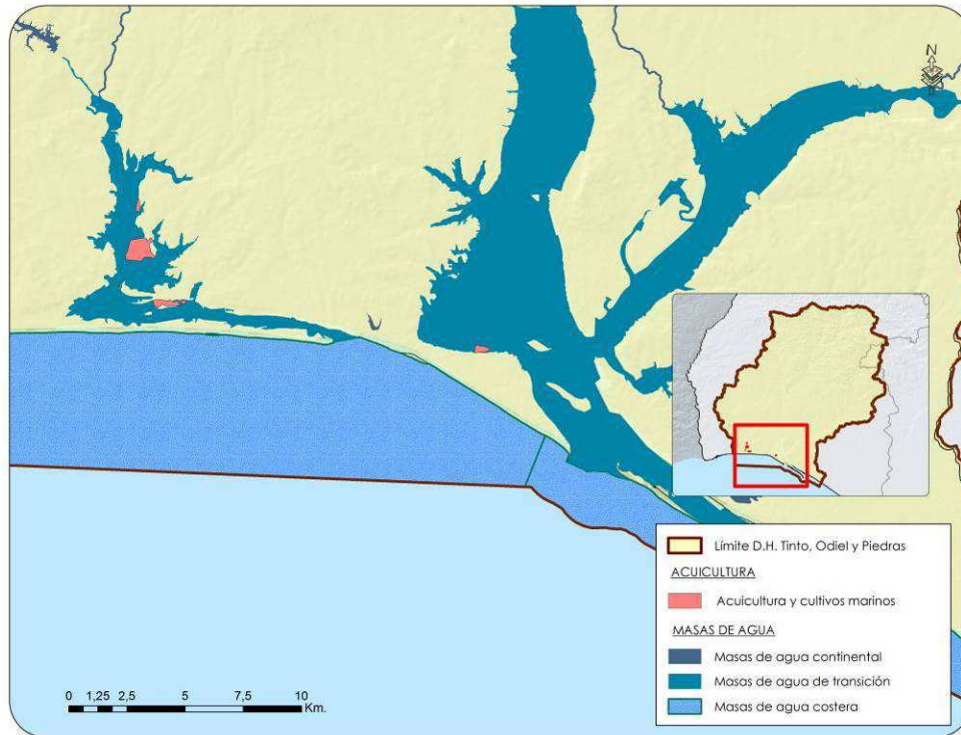 N
Límite D.H. Tinto, Odiel y Piedras
ACUICULTURA
Acuicultura y cultivos marinos
MASAS DE AGUA
Masas de agua continental
Masas de agua de transición
Masas de agua costera
0 1,25 2,5 5 7,5 10
Km.